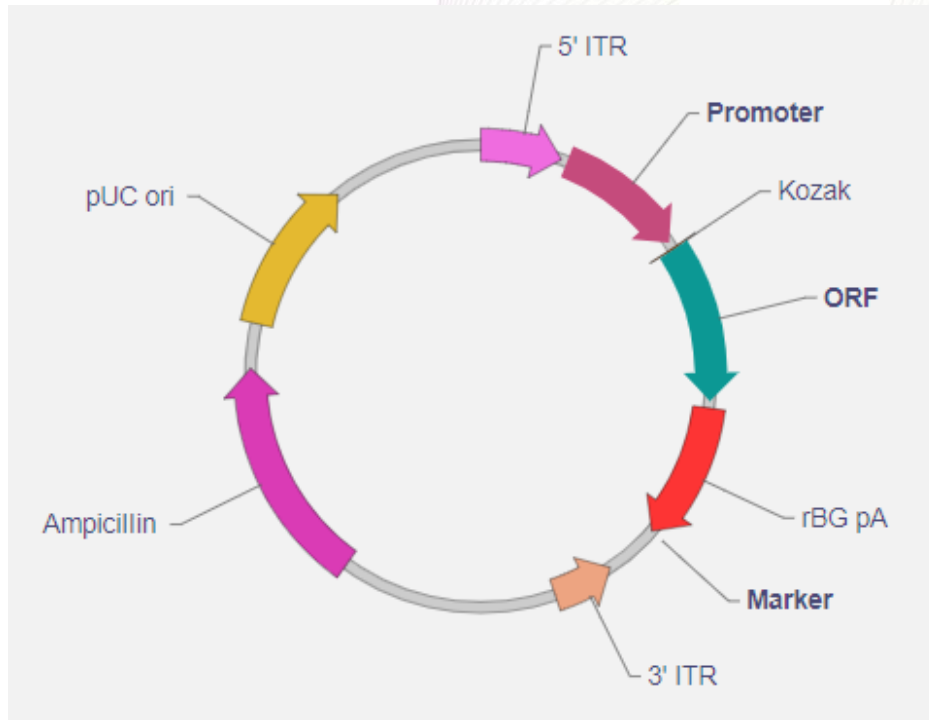 5' ITR
Promoter
pUC ori
Kozak
ORF
Ampicillin
rBG pA
Marker
3' ITR